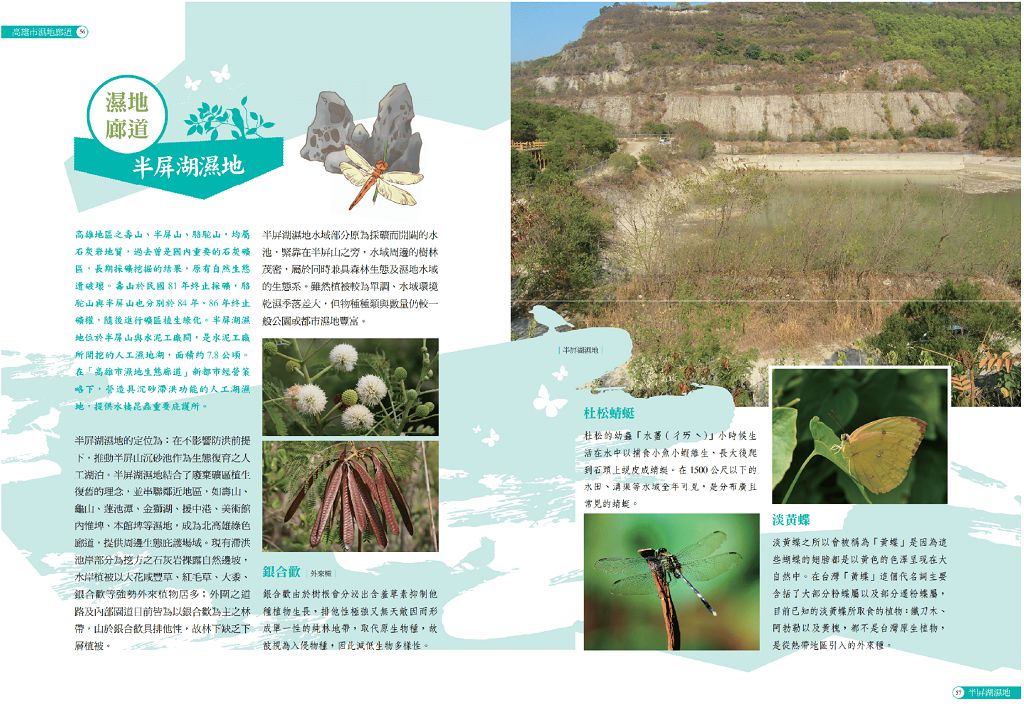 高雄市濕地廊道 56
濕地
廊道
半屏湖濕地
高雄地區之壽山、半屏山、駱駝山，均屬
石灰岩地質，過去曾是國內重要的石灰礦
區，長期採礦挖掘的結果，原有自然生態
遭破壞。壽山於民國 81 年終止採礦，駱
駝山與半屏山也分別於 84 年、86 年終止
礦權，隨後進行礦區植生綠化。半屏湖濕
地位於半屏山與水泥工廠間，是水泥工廠
所開挖的人工濕地湖，面積約 7.8 公頃。
在「高雄市濕地生態廊道」新都市經營策
略下，營造具沉砂滯洪功能的人工湖濕
地，提供水棲昆蟲重要庇護所。
半屏湖濕地的定位為：在不影響防洪前提
下，推動半屏山沉砂池作為生態復育之人
工湖泊。半屏湖濕地結合了廢棄礦區植生
復舊的理念，並串聯鄰近地區，如壽山、
龜山、蓮池潭、金獅湖、援中港、美術館
內惟埤、本館埤等濕地，成為北高雄綠色
廊道，提供周邊生態庇護場域。現有滯洪
池岸部分為挖方之石灰岩裸露自然邊坡，
水岸植被以大花咸豐草、紅毛草、大黍、
銀合歡等強勢外來植物居多；外圍之道
路及內部園道目前皆為以銀合歡為主之林
帶，由於銀合歡具排他性，故林下缺乏下
層植被。
半屏湖濕地水域部分原為採礦而開闢的水
池，緊靠在半屏山之旁，水域周邊的樹林
茂密，屬於同時兼具森林生態及濕地水域
的生態系。雖然植被較為單調、水域環境
乾濕季落差大，但物種種類與數量仍較一
般公園或都市濕地豐富。
銀合歡｜外來種｜
銀合歡由於樹根會分泌出含羞草素抑制他
種植物生長，排他性極強又無天敵因而形
成單一性的純林地帶，取代原生物種，故
被視為入侵物種，因此減低生物多樣性。
｜半屏湖濕地｜
杜松蜻蜓
杜松的幼蟲「水蠆（ㄔㄞˋ）」小時候生
活在水中以捕食小魚小蝦維生，長大後爬
到石頭上蛻皮成蜻蜓。在 1500 公尺以下的
水田、溝渠等水域全年可見，是分布廣且
常見的蜻蜓。
淡黃蝶
淡黃蝶之所以會被稱為「黃蝶」是因為這
些蝴蝶的翅膀都是以黃色的色澤呈現在大
自然中。在台灣「黃蝶」這個代名詞主要
含括了大部分粉蝶屬以及部分遷粉蝶屬，
目前已知的淡黃蝶所取食的植物：鐵刀木、
阿勃勒以及黃槐，都不是台灣原生植物，
是從熱帶地區引入的外來種。
57 半屏湖濕地